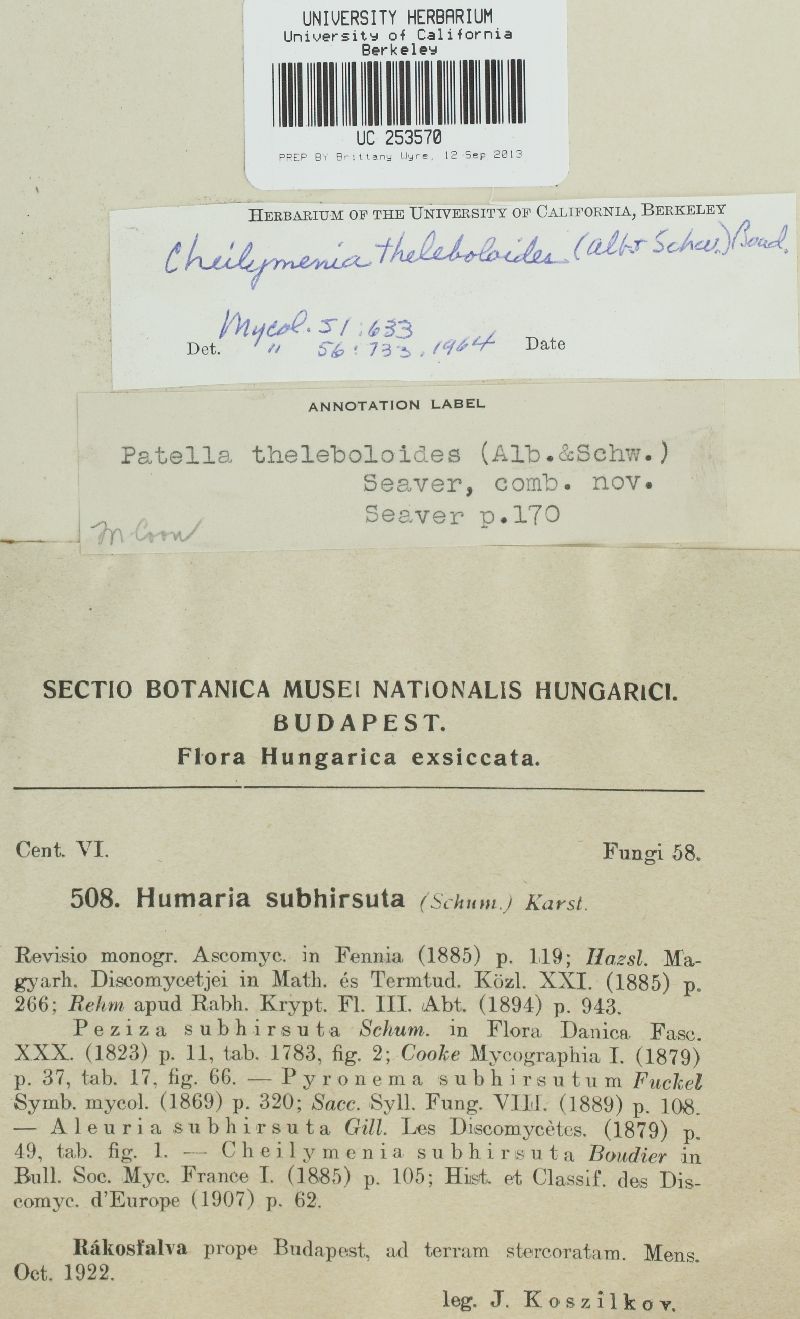 UNIVERSITY HERBARIUM
University of California
Berkeley
UC 253570
PREP BY Brittany Wyre, 12 Sep 2013
HERBARIUM OF THE UNIVERSITY OF CALIFORNIA, BERKELEY
Cheilymenia theleboloides (Alb & Schw.) Boud.
Mycol. 51:633
Det. " 56:733, 1964 Date
ANNOTATION LABEL
Patella theleboloides (Alb.&Schw.)
Seaver, comb. nov.
Seaver p.170
M Coon
SECTIO BOTANICA MUSEI NATIONALIS HUNGARICI.
BUDAPEST.
Flora Hungarica exsiccata.
Cent. VI. Fungi 58.
508. Humaria subhirsuta (Schum.) Karst.
Revisio monogr. Ascomyc. in Fennia (1885) p. 119; Hazsl. Ma-
gyarh. Discomycetjei in Math. és Termtud. Közl. XXI. (1885) p.
266; Rehm apud Rabh. Krypt. Fl. III. Abt. (1894) p. 943.
Peziza subhirsuta Schum. in Flora Danica Fasc.
XXX. (1823) p. 11, tab. 1783, fig. 2; Cooke Mycographia I. (1879)
p. 37, tab. 17, fig. 66. — Pyronema subhirsutum Fuckel
Symb. mycol. (1869) p. 320; Sacc. Syll. Fung. VIII. (1889) p. 108.
— Aleuria subhirsuta Gill. Les Discomycètes. (1879) p.
49, tab. fig. 1. — Cheilymenia subhirsuta Boudier in
Bull. Soc. Myc. France I. (1885) p. 105; Hist. et Classif. des Dis-
comyc. d'Europe (1907) p. 62.
Rákosfalva prope Budapest, ad terram stercoratam. Mens.
Oct. 1922.
leg. J. Koszilkov.